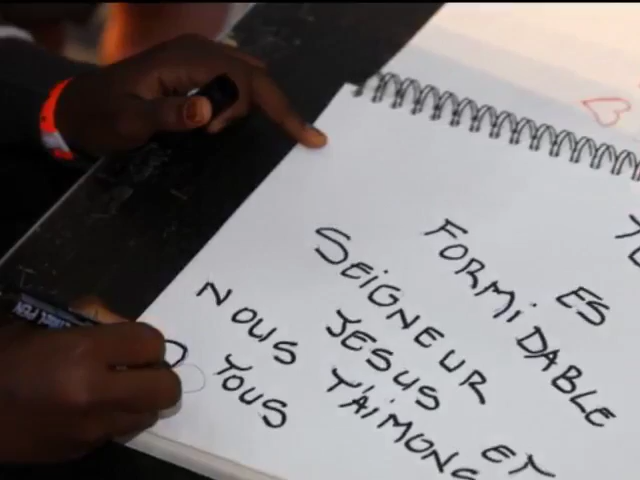 ES
FORMIDABLE
SEIGNEUR
JESUS ET
NOUS T'AIMONS
TOUS